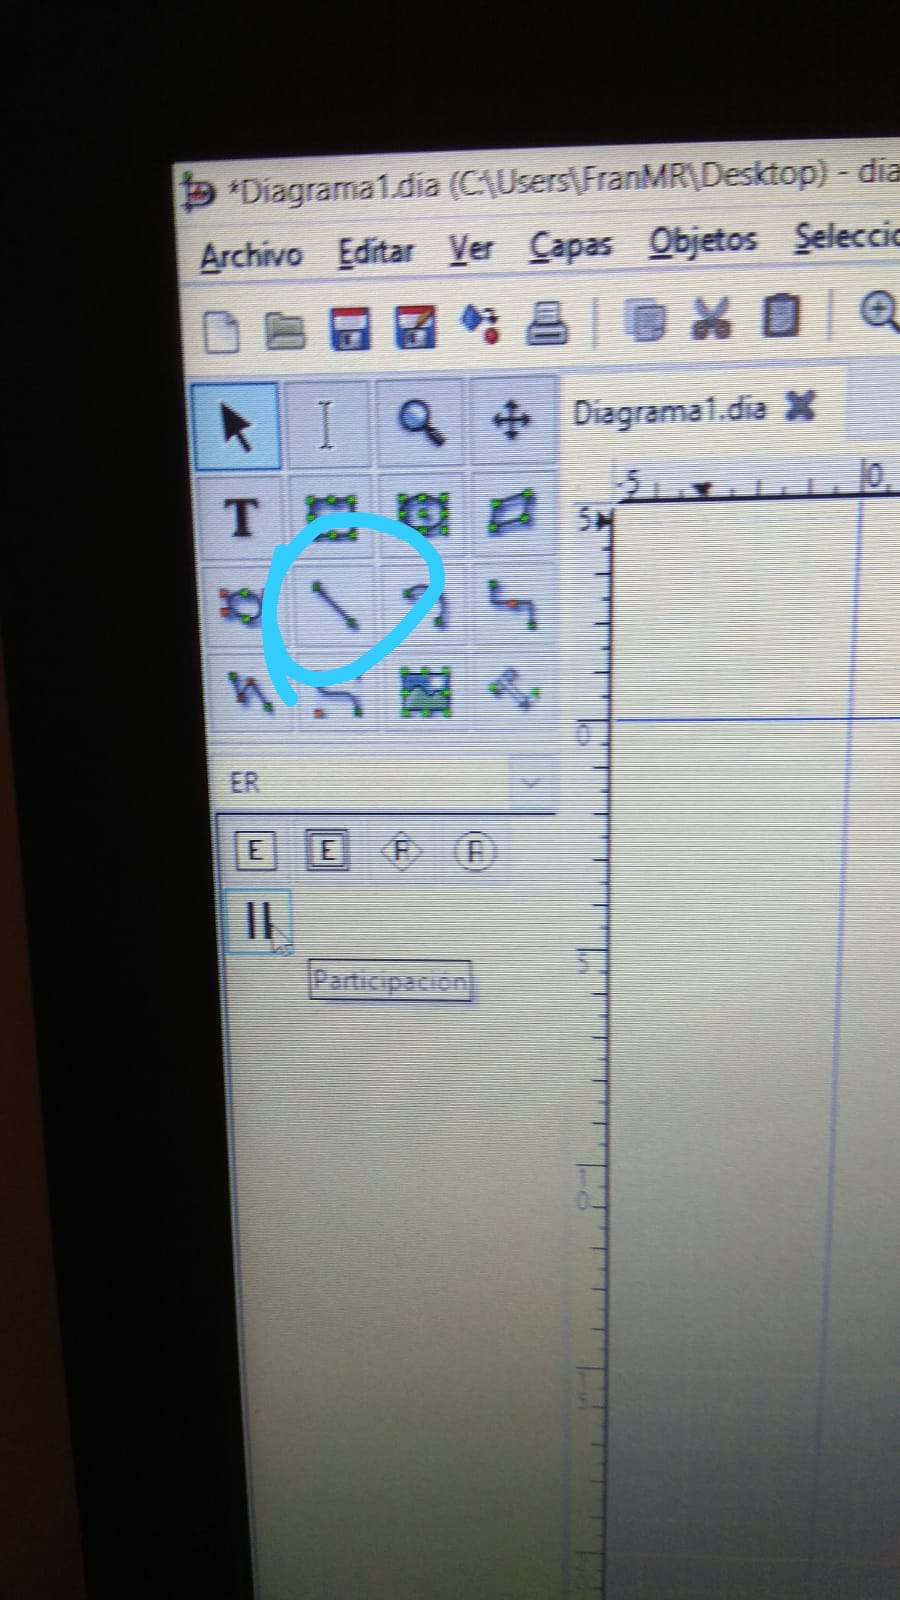 *Diagrama1.dia (C:\Users\FranMR\Desktop) - dia
Archivo Editar Ver Capas Objetos Selecció
T
Diagrama1.dia
-5 0
-5
0
ER
E E R A
5
Participación
10
15